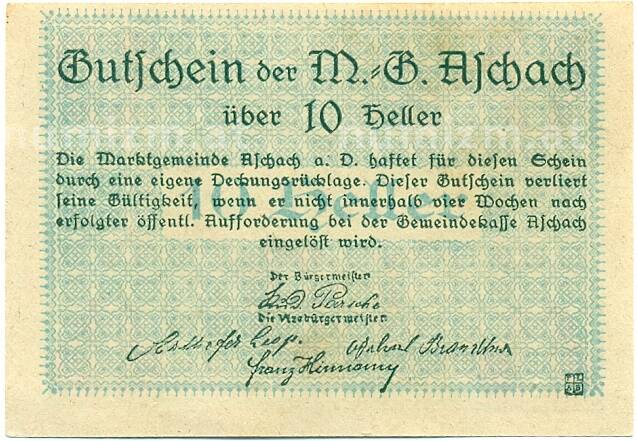 Gutschein der M.=G. Aschach
über 10 Heller
Die Marktgemeinde Aschach a. D. haftet für diesen Schein
durch eine eigene Deckungsrücklage. Dieser Gutschein verliert
seine Gültigkeit, wenn er nicht innerhalb vier Wochen nach
erfolgter öffentl. Aufforderung bei der Gemeindekasse Aschach
eingelöst wird.
Der Bürgermeister
Die Vizebürgermeister
Leop.
Franz